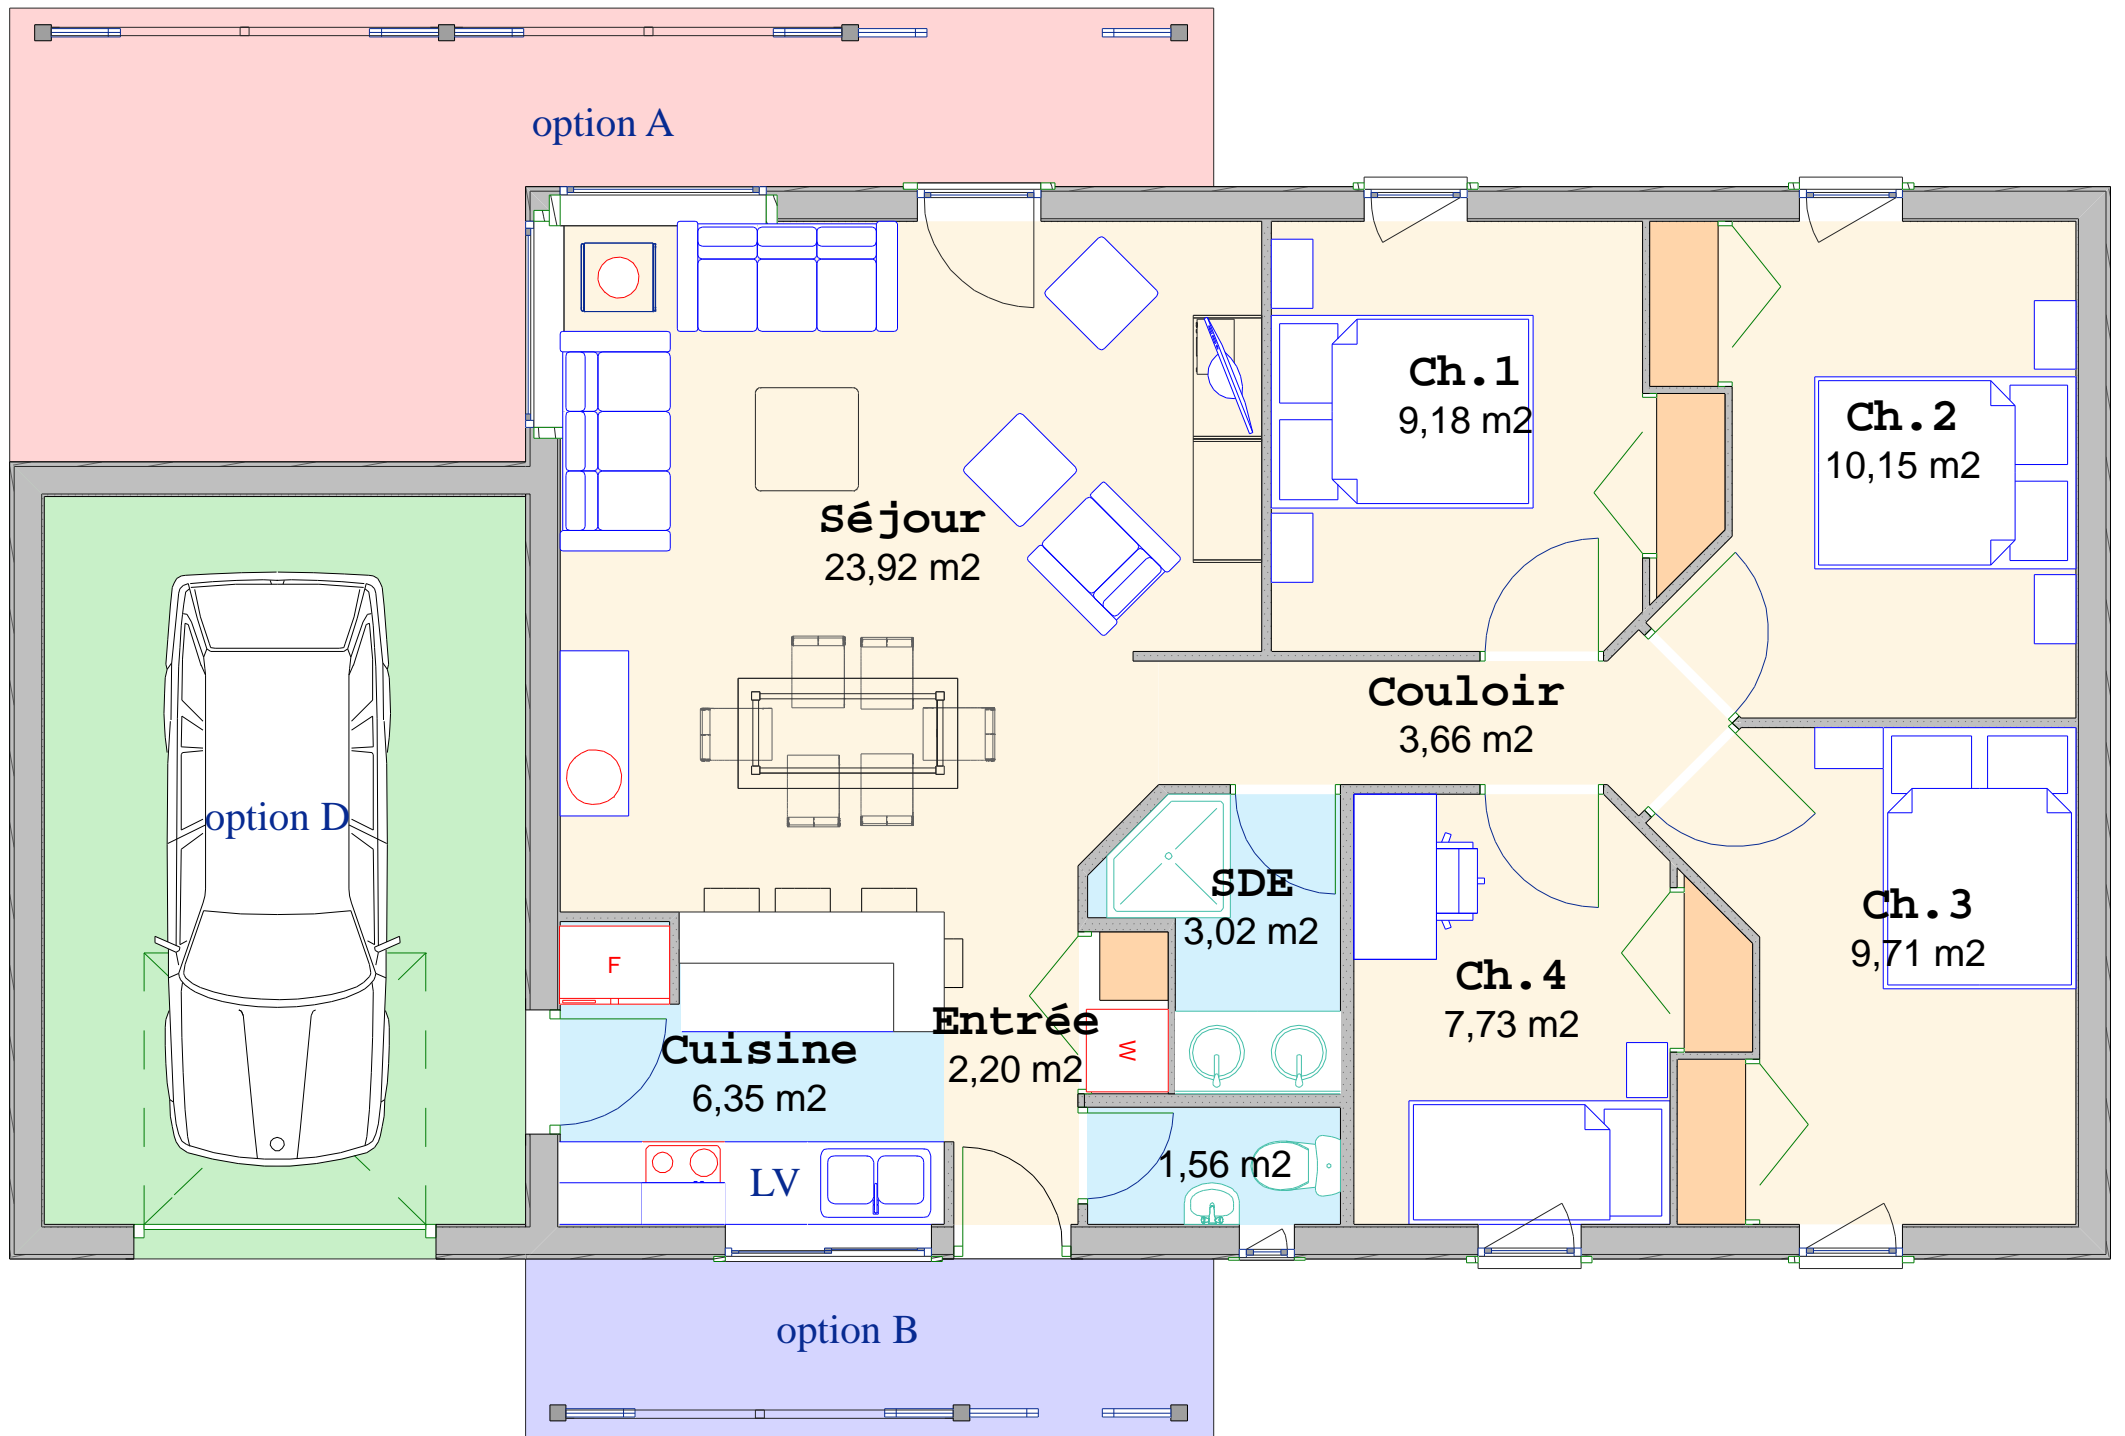 option A
Ch.1
9,18 m2
Ch.2
10,15 m2
Séjour
23,92 m2
Couloir
3,66 m2
option D
SDE
3,02 m2
Ch.3
9,71 m2
F
Ch.4
7,73 m2
Entrée
2,20 m2
W
Cuisine
6,35 m2
1,56 m2
LV
option B